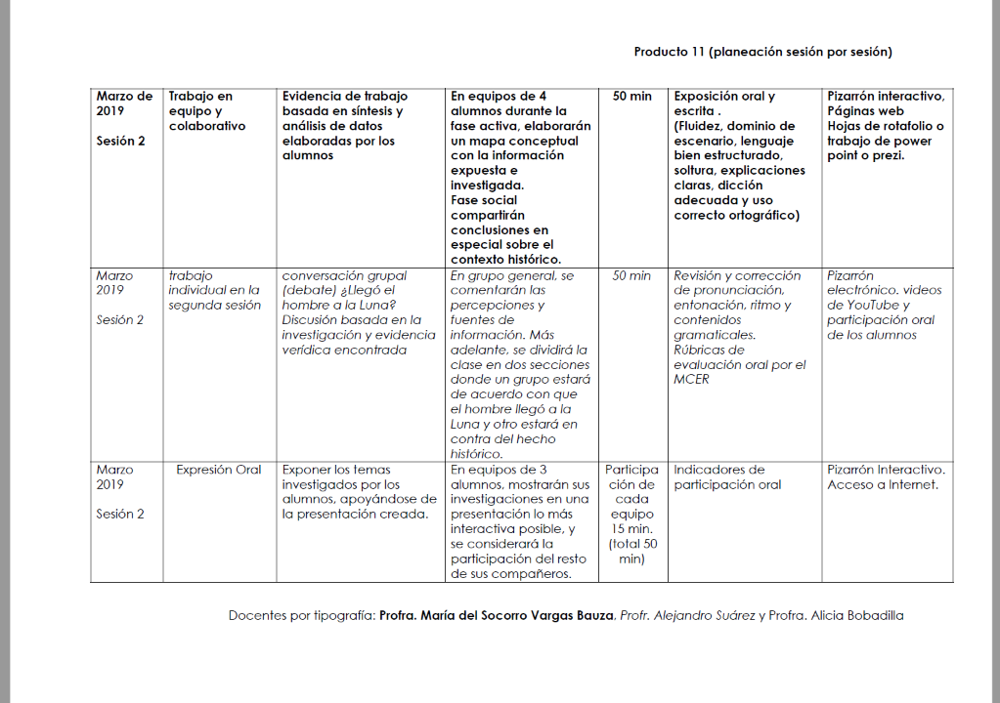 Producto 11 (planeación sesión por sesión)
Marzo de
2019
Sesión 2
Trabajo en
equipo y
colaborativo
Evidencia de trabajo
basada en síntesis y
análisis de datos
elaboradas por los
alumnos
En equipos de 4
alumnos durante la
fase activa, elaborarán
un mapa conceptual
con la información
expuesta e
investigada.
Fase social
compartirán
conclusiones en
especial sobre el
contexto histórico.
50 min
Exposición oral y
escrita .
(Fluidez, dominio de
escenario, lenguaje
bien estructurado,
soltura, explicaciones
claras, dicción
adecuada y uso
correcto ortográfico)
Pizarrón interactivo,
Páginas web
Hojas de rotafolio o
trabajo de power
point o prezi.
Marzo
2019
Sesión 2
trabajo
individual en la
segunda sesión
conversación grupal
(debate) ¿Llegó el
hombre a la Luna?
Discusión basada en la
investigación y evidencia
verídica encontrada
En grupo general, se
comentarán las
percepciones y
fuentes de
información. Más
adelante, se dividirá la
clase en dos secciones
donde un grupo estará
de acuerdo con que
el hombre llegó a la
Luna y otro estará en
contra del hecho
histórico.
50 min
Revisión y corrección
de pronunciación,
entonación, ritmo y
contenidos
gramaticales.
Rúbricas de
evaluación oral por el
MCER
Pizarrón
electrónico. videos
de YouTube y
participación oral
de los alumnos
Marzo
2019
Sesión 2
Expresión Oral
Exponer los temas
investigados por los
alumnos, apoyándose de
la presentación creada.
En equipos de 3
alumnos, mostrarán sus
investigaciones en una
presentación lo más
interactiva posible, y
se considerará la
participación del resto
de sus compañeros.
Participa
ción de
cada
equipo
15 min.
(total 50
min)
Indicadores de
participación oral
Pizarrón Interactivo.
Acceso a Internet.
Docentes por tipografía: Profra. María del Socorro Vargas Bauza, Profr. Alejandro Suárez y Profra. Alicia Bobadilla